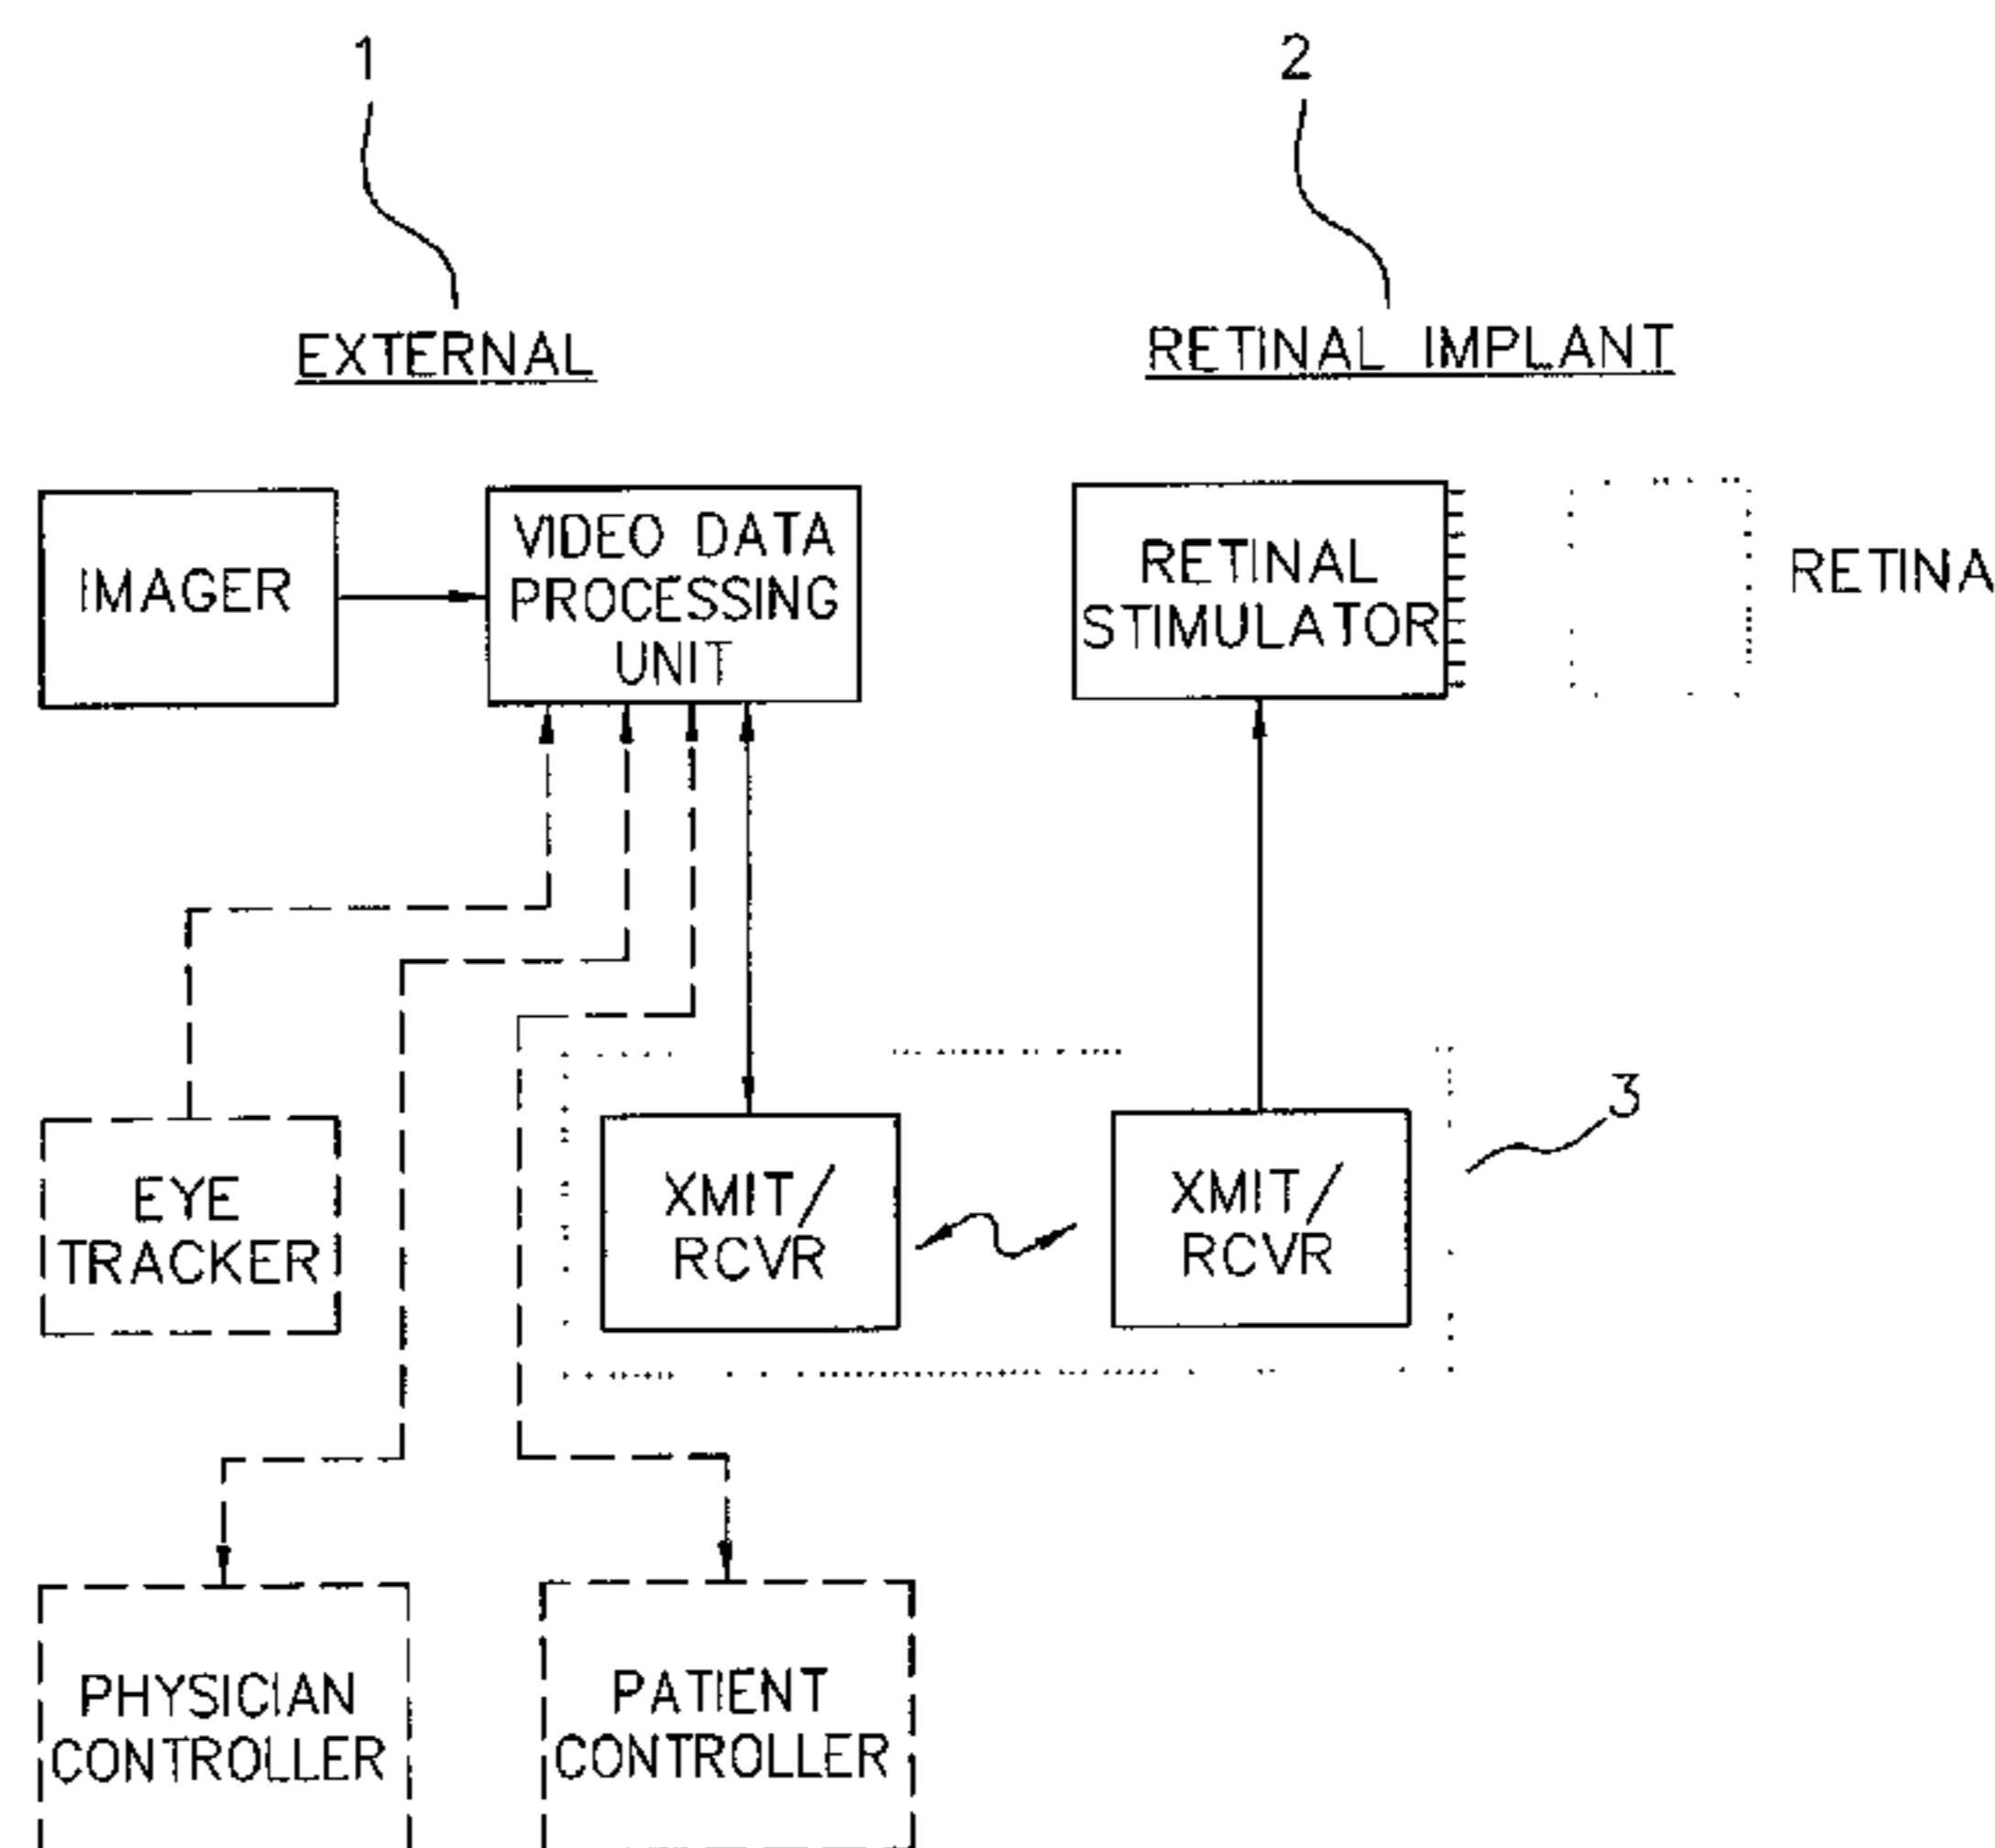 1
2
EXTERNAL
RETINAL IMPLANT
IMAGER
VIDEO DATA
PROCESSING
UNIT
RETINAL
STIMULATOR
RETINA
3
EYE
TRACKER
XMIT/
RCVR
XMIT/
RCVR
PHYSICIAN
CONTROLLER
PATIENT
CONTROLLER